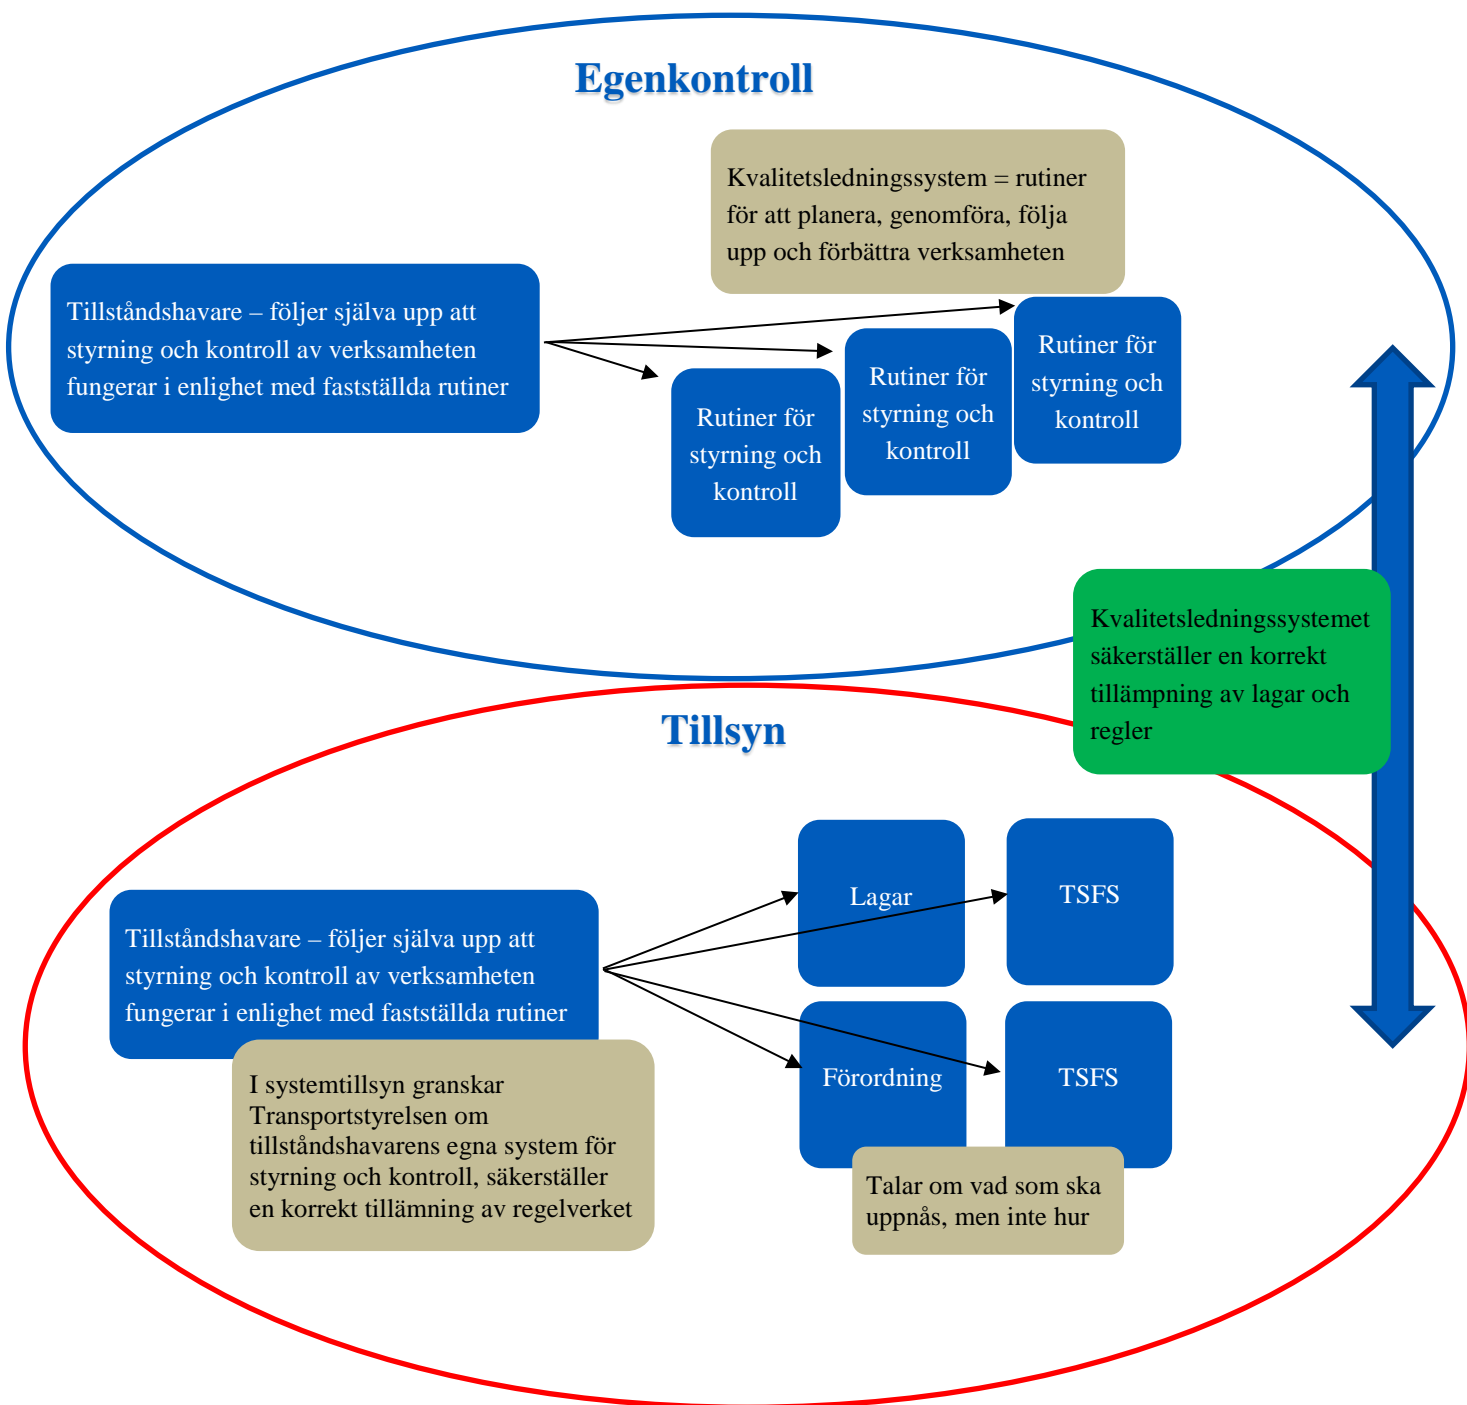 Egenkontroll
Kvalitetsledningssystem = rutiner
för att planera, genomföra, följa
upp och förbättra verksamheten
Tillståndshavare – följer själva upp att
styrning och kontroll av verksamheten
fungerar i enlighet med fastställda rutiner
Rutiner för
styrning och
kontroll
Rutiner för
styrning och
kontroll
Rutiner för
styrning och
kontroll
Kvalitetsledningssystemet
säkerställer en korrekt
tillämpning av lagar och
regler
Tillsyn
Tillståndshavare – följer själva upp att
styrning och kontroll av verksamheten
fungerar i enlighet med fastställda rutiner
Lagar
TSFS
Förordning
TSFS
I systemtillsyn granskar
Transportstyrelsen om
tillståndshavarens egna system för
styrning och kontroll, säkerställer
en korrekt tillämning av regelverket
Talar om vad som ska
uppnås, men inte hur